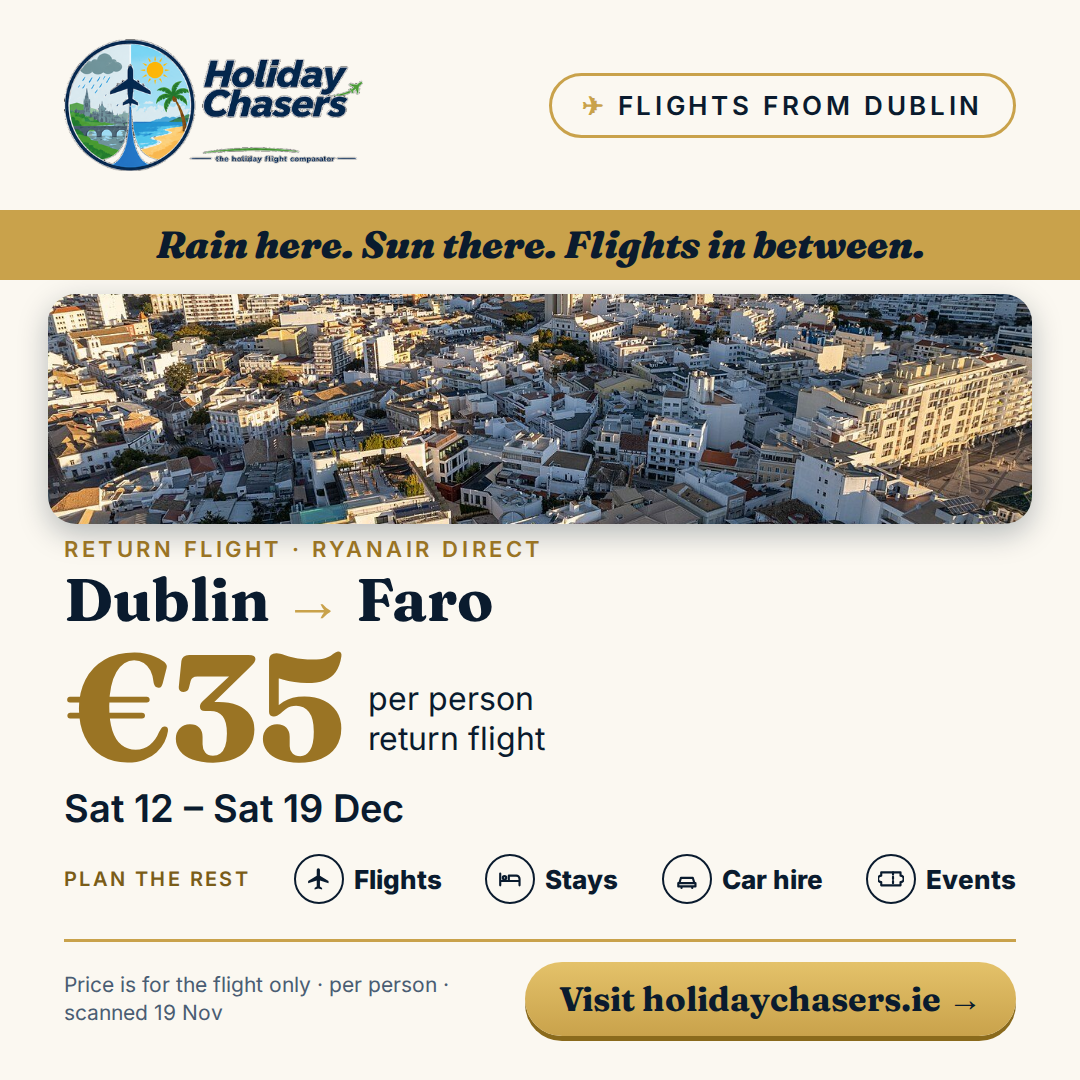 Holiday
Chasers
the holiday flight comparator
✈ FLIGHTS FROM DUBLIN
Rain here. Sun there. Flights in between.
RETURN FLIGHT · RYANAIR DIRECT
Dublin → Faro
€35
per person
return flight
Sat 12 – Sat 19 Dec
PLAN THE REST Flights Stays Car hire Events
Price is for the flight only · per person ·
scanned 19 Nov
Visit holidaychasers.ie →